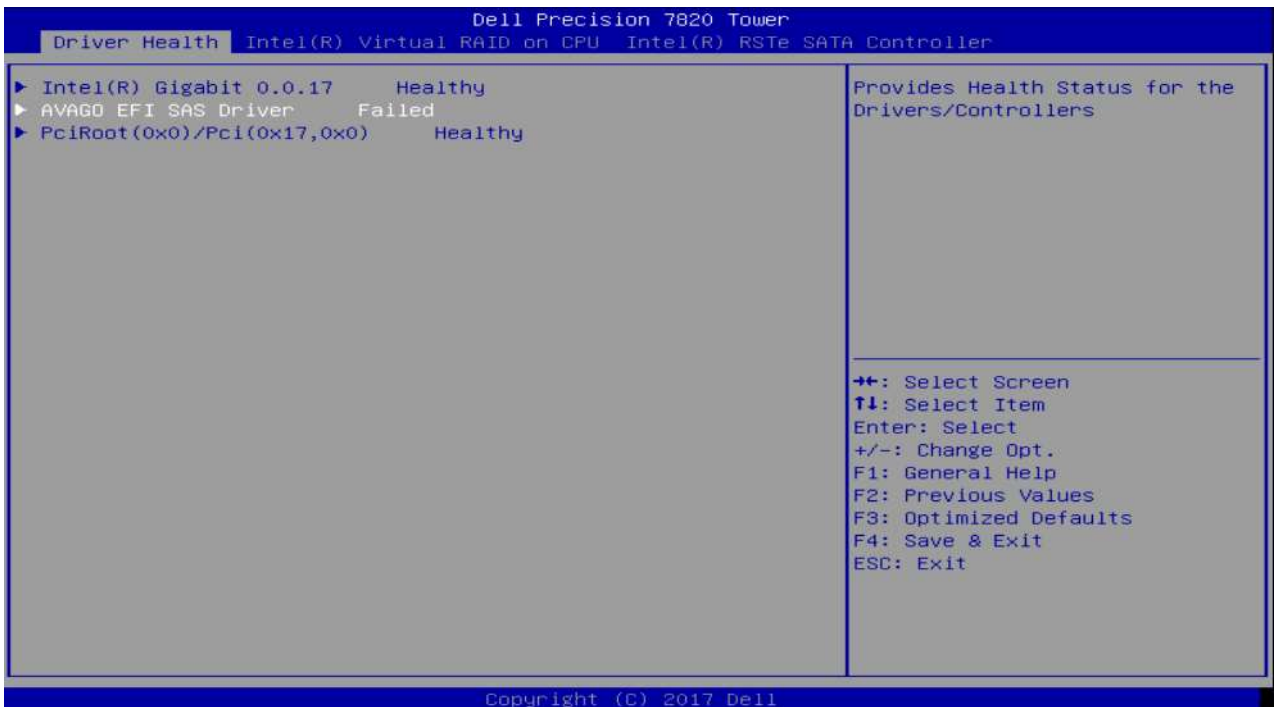 Dell Precision 7820 Tower
Driver Health Intel(R) Virtual RAID on CPU Intel(R) RSTe SATA Controller
▶ Intel(R) Gigabit 0.0.17 Healthy
▶ AVAGO EFI SAS Driver Failed
▶ PciRoot(0x0)/Pci(0x17,0x0) Healthy
Provides Health Status for the
Drivers/Controllers
→←: Select Screen
↑↓: Select Item
Enter: Select
+/-: Change Opt.
F1: General Help
F2: Previous Values
F3: Optimized Defaults
F4: Save & Exit
ESC: Exit
Copyright (C) 2017 Dell